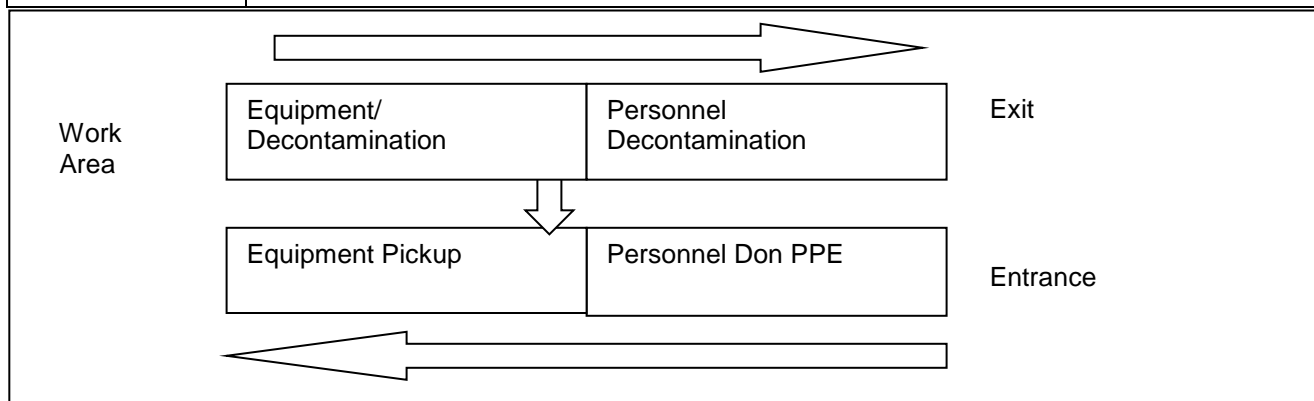 Work
Area
Equipment/
Decontamination
Personnel
Decontamination
Exit
Equipment Pickup
Personnel Don PPE
Entrance